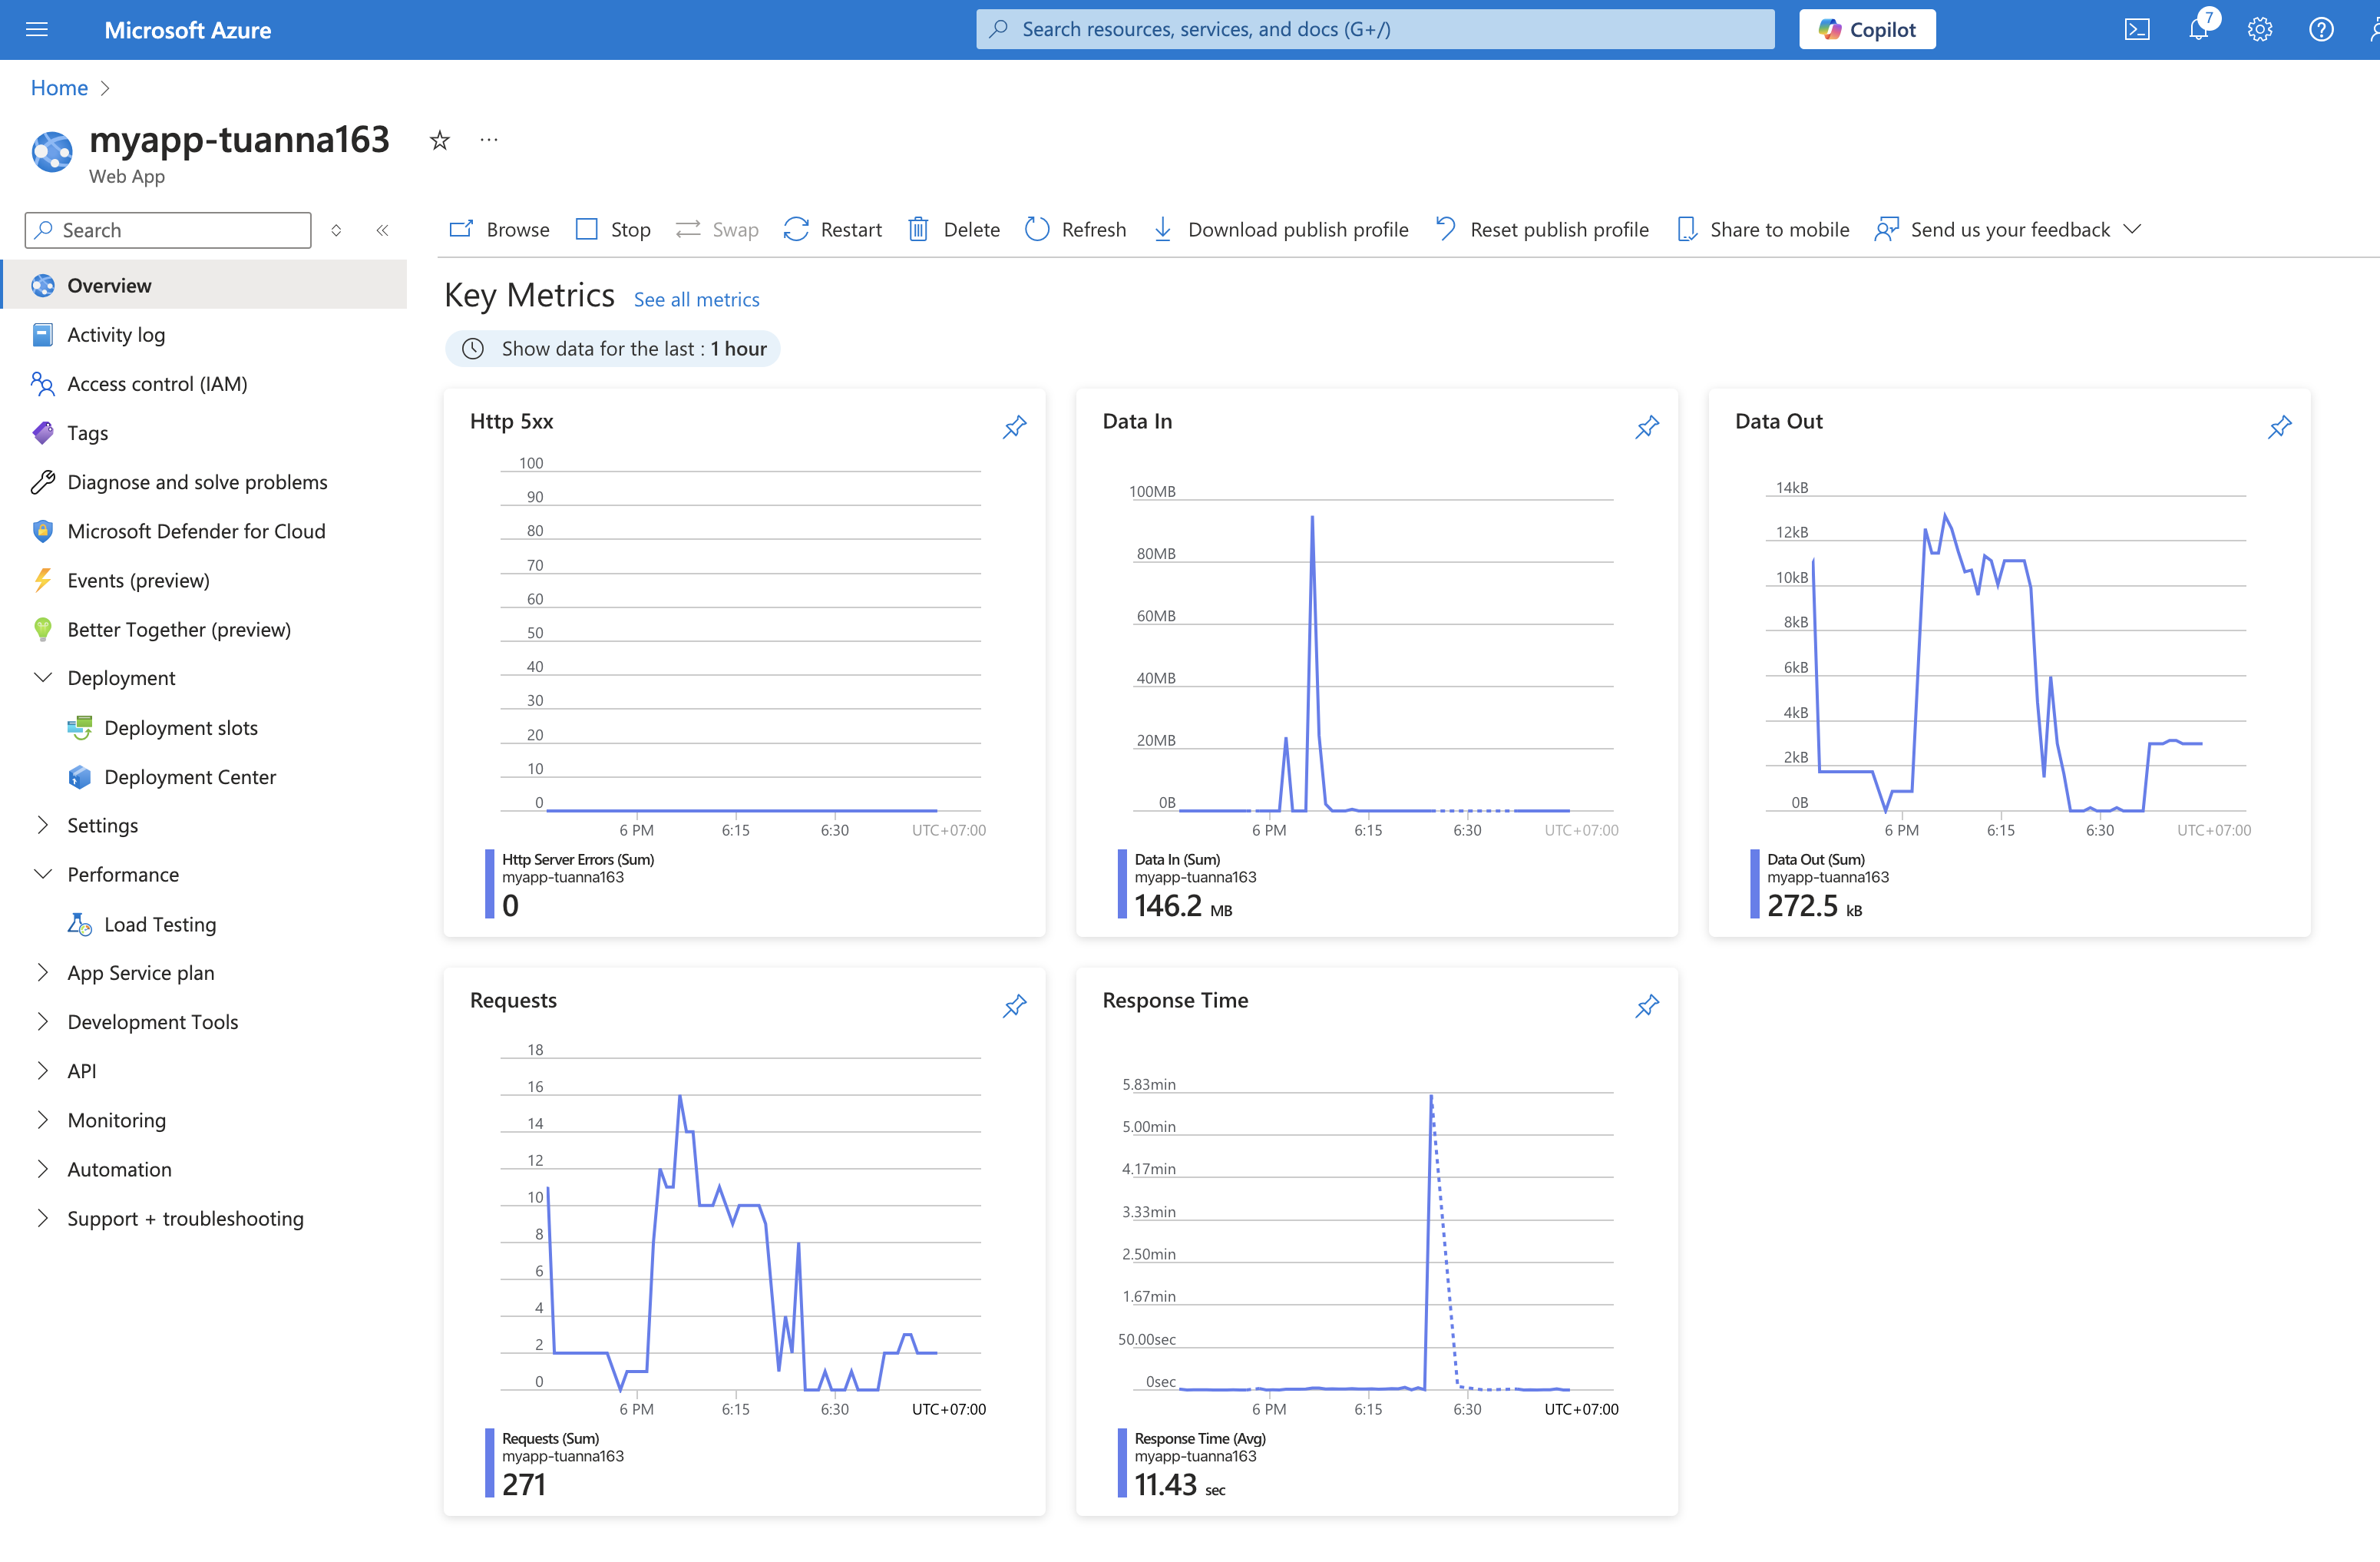 Microsoft Azure
Search resources, services, and docs (G+/)
Copilot
7
Home
myapp-tuanna163
Web App
Search
Browse
Stop
Swap
Restart
Delete
Refresh
Download publish profile
Reset publish profile
Share to mobile
Send us your feedback
Overview
Activity log
Access control (IAM)
Tags
Diagnose and solve problems
Microsoft Defender for Cloud
Events (preview)
Better Together (preview)
Deployment
Deployment slots
Deployment Center
Settings
Performance
Load Testing
App Service plan
Development Tools
API
Monitoring
Automation
Support + troubleshooting
Key Metrics See all metrics
Show data for the last : 1 hour
Http 5xx
100
90
80
70
60
50
40
30
20
10
0
6 PM 6:15 6:30 UTC+07:00
Http Server Errors (Sum)
myapp-tuanna163
0
Data In
100MB
80MB
60MB
40MB
20MB
0B
6 PM 6:15 6:30 UTC+07:00
Data In (Sum)
myapp-tuanna163
146.2 MB
Data Out
14kB
12kB
10kB
8kB
6kB
4kB
2kB
0B
6 PM 6:15 6:30 UTC+07:00
Data Out (Sum)
myapp-tuanna163
272.5 kB
Requests
18
16
14
12
10
8
6
4
2
0
6 PM 6:15 6:30 UTC+07:00
Requests (Sum)
myapp-tuanna163
271
Response Time
5.83min
5.00min
4.17min
3.33min
2.50min
1.67min
50.00sec
0sec
6 PM 6:15 6:30 UTC+07:00
Response Time (Avg)
myapp-tuanna163
11.43 sec